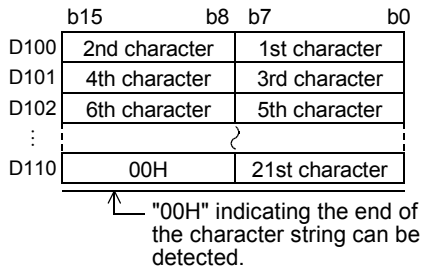 b15 b8 b7 b0
D100 2nd character 1st character
D101 4th character 3rd character
D102 6th character 5th character
⋮
D110 00H 21st character
"00H" indicating the end of
the character string can be
detected.